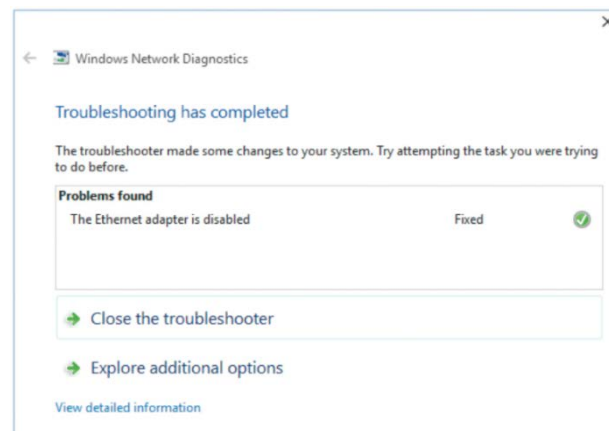 Windows Network Diagnostics
Troubleshooting has completed
The troubleshooter made some changes to your system. Try attempting the task you were trying
to do before.
Problems found
The Ethernet adapter is disabled Fixed
Close the troubleshooter
Explore additional options
View detailed information